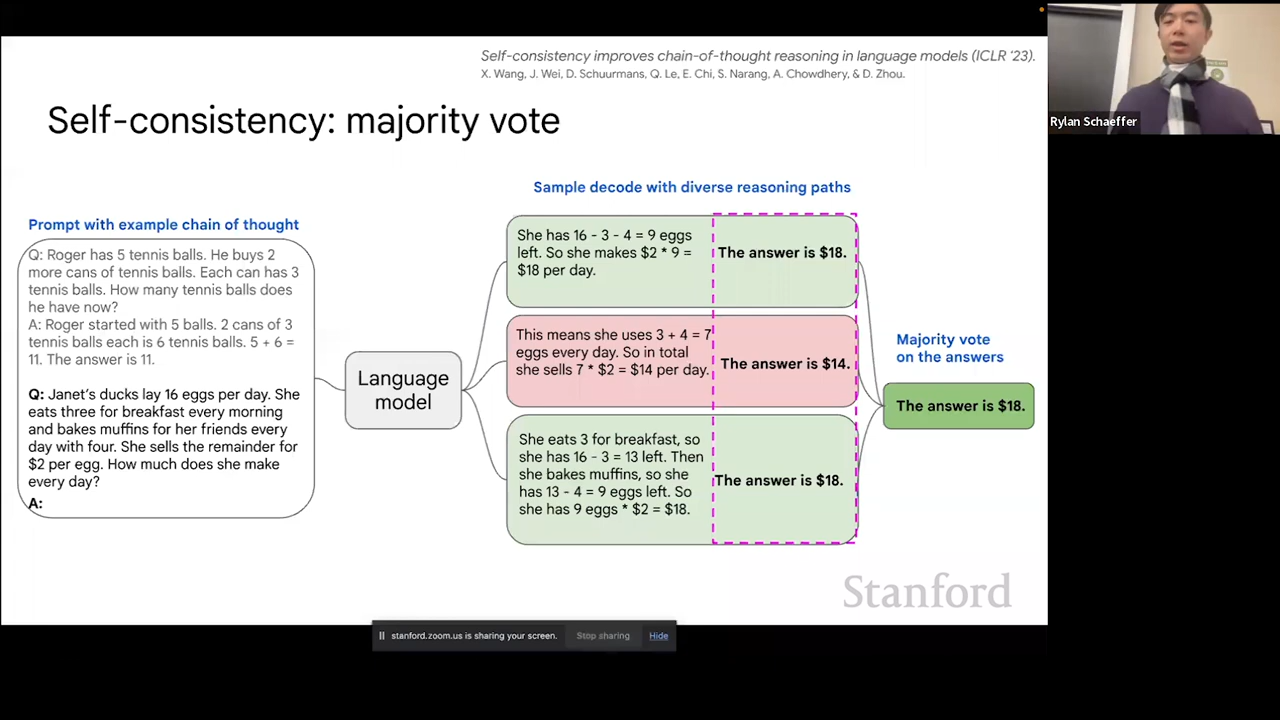 Self-consistency improves chain-of-thought reasoning in language models (ICLR '23).
X. Wang, J. Wei, D. Schuurmans, Q. Le, E. Chi, S. Narang, A. Chowdhery, & D. Zhou.
Rylan Schaeffer
Self-consistency: majority vote
Sample decode with diverse reasoning paths
Prompt with example chain of thought
Q: Roger has 5 tennis balls. He buys 2
more cans of tennis balls. Each can has 3
tennis balls. How many tennis balls does
he have now?
A: Roger started with 5 balls. 2 cans of 3
tennis balls each is 6 tennis balls. 5 + 6 =
11. The answer is 11.
Q: Janet's ducks lay 16 eggs per day. She
eats three for breakfast every morning
and bakes muffins for her friends every
day with four. She sells the remainder for
$2 per egg. How much does she make
every day?
A:
Language
model
She has 16 - 3 - 4 = 9 eggs
left. So she makes $2 * 9 =
$18 per day.
The answer is $18.
This means she uses 3 + 4 = 7
eggs every day. So in total
she sells 7 * $2 = $14 per day.
The answer is $14.
She eats 3 for breakfast, so
she has 16 - 3 = 13 left. Then
she bakes muffins, so she
has 13 - 4 = 9 eggs left. So
she has 9 eggs * $2 = $18.
The answer is $18.
Majority vote
on the answers
The answer is $18.
Stanford
stanford.zoom.us is sharing your screen.
Stop sharing
Hide